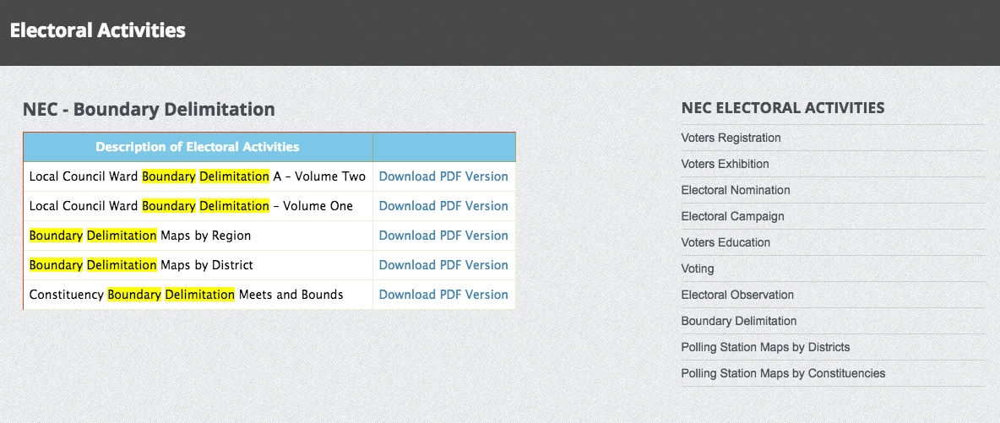 Electoral Activities
NEC - Boundary Delimitation
Description of Electoral Activities
Local Council Ward Boundary Delimitation A – Volume Two Download PDF Version
Local Council Ward Boundary Delimitation – Volume One Download PDF Version
Boundary Delimitation Maps by Region Download PDF Version
Boundary Delimitation Maps by District Download PDF Version
Constituency Boundary Delimitation Meets and Bounds Download PDF Version
NEC ELECTORAL ACTIVITIES
Voters Registration
Voters Exhibition
Electoral Nomination
Electoral Campaign
Voters Education
Voting
Electoral Observation
Boundary Delimitation
Polling Station Maps by Districts
Polling Station Maps by Constituencies